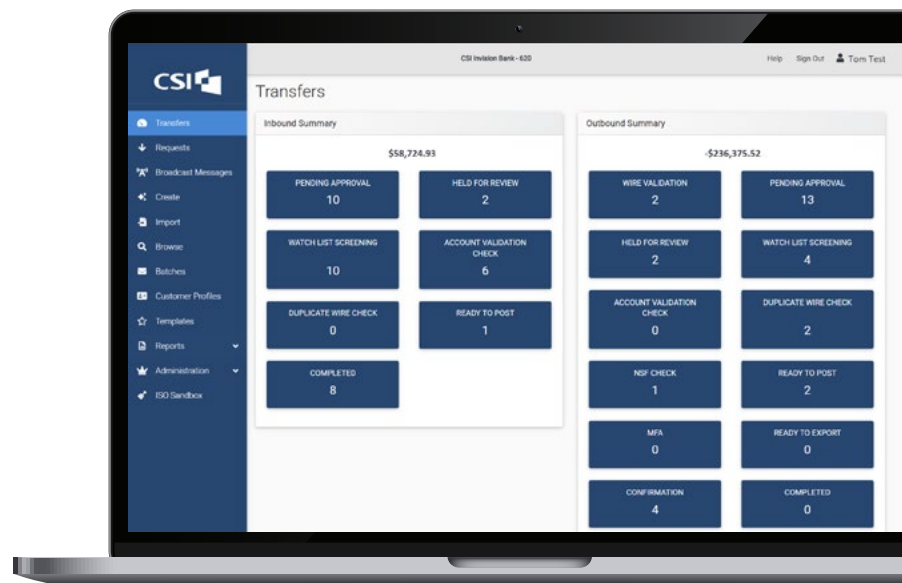 CSI Invision Bank - 620
Help Sign Out Tom Test
CSI
Transfers
Requests
Broadcast Messages
Create
Import
Browse
Batches
Customer Profiles
Templates
Reports
Administration
ISO Sandbox
Transfers
Inbound Summary
$58,724.93
PENDING APPROVAL
10
HELD FOR REVIEW
2
WATCH LIST SCREENING
10
ACCOUNT VALIDATION
CHECK
6
DUPLICATE WIRE CHECK
0
READY TO POST
1
COMPLETED
8
Outbound Summary
-$236,375.52
WIRE VALIDATION
2
PENDING APPROVAL
13
HELD FOR REVIEW
2
WATCH LIST SCREENING
4
ACCOUNT VALIDATION
CHECK
0
DUPLICATE WIRE CHECK
2
NSF CHECK
1
READY TO POST
2
MFA
0
READY TO EXPORT
0
CONFIRMATION
4
COMPLETED
0